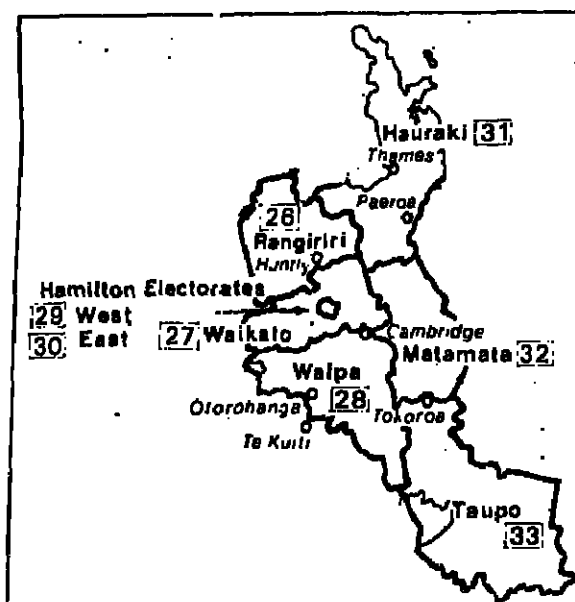 Hauraki 31
Thames
Paeroa
26
Rangiriri
Huntly
Hamilton Electorates
29 West
30 East
27 Waikato
Cambridge
Matamata 32
Waipa
28
Otorohanga
Tokoroa
Te Kuiti
Taupo
33